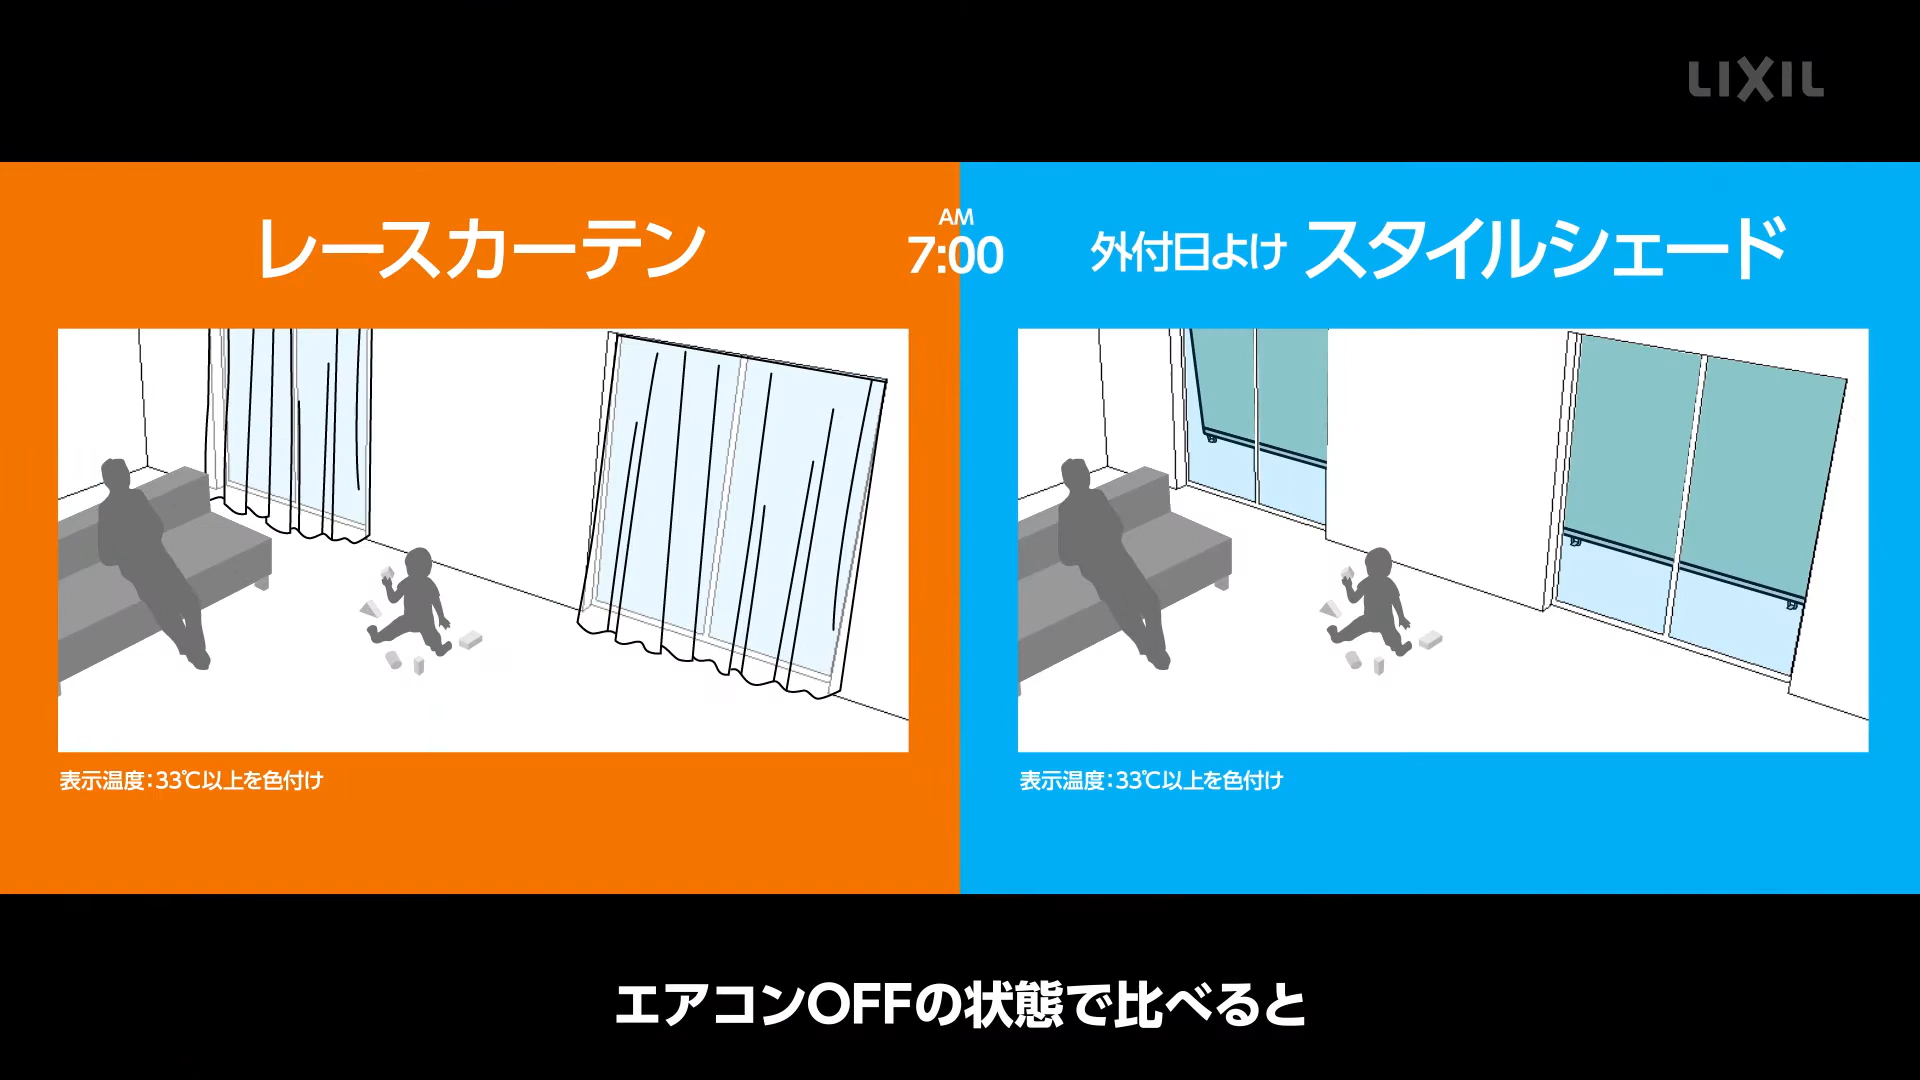 LIXIL
レースカーテン
AM
7:00
外付日よけ スタイルシェード
表示温度：33℃以上を色付け
表示温度：33℃以上を色付け
エアコンOFFの状態で比べると